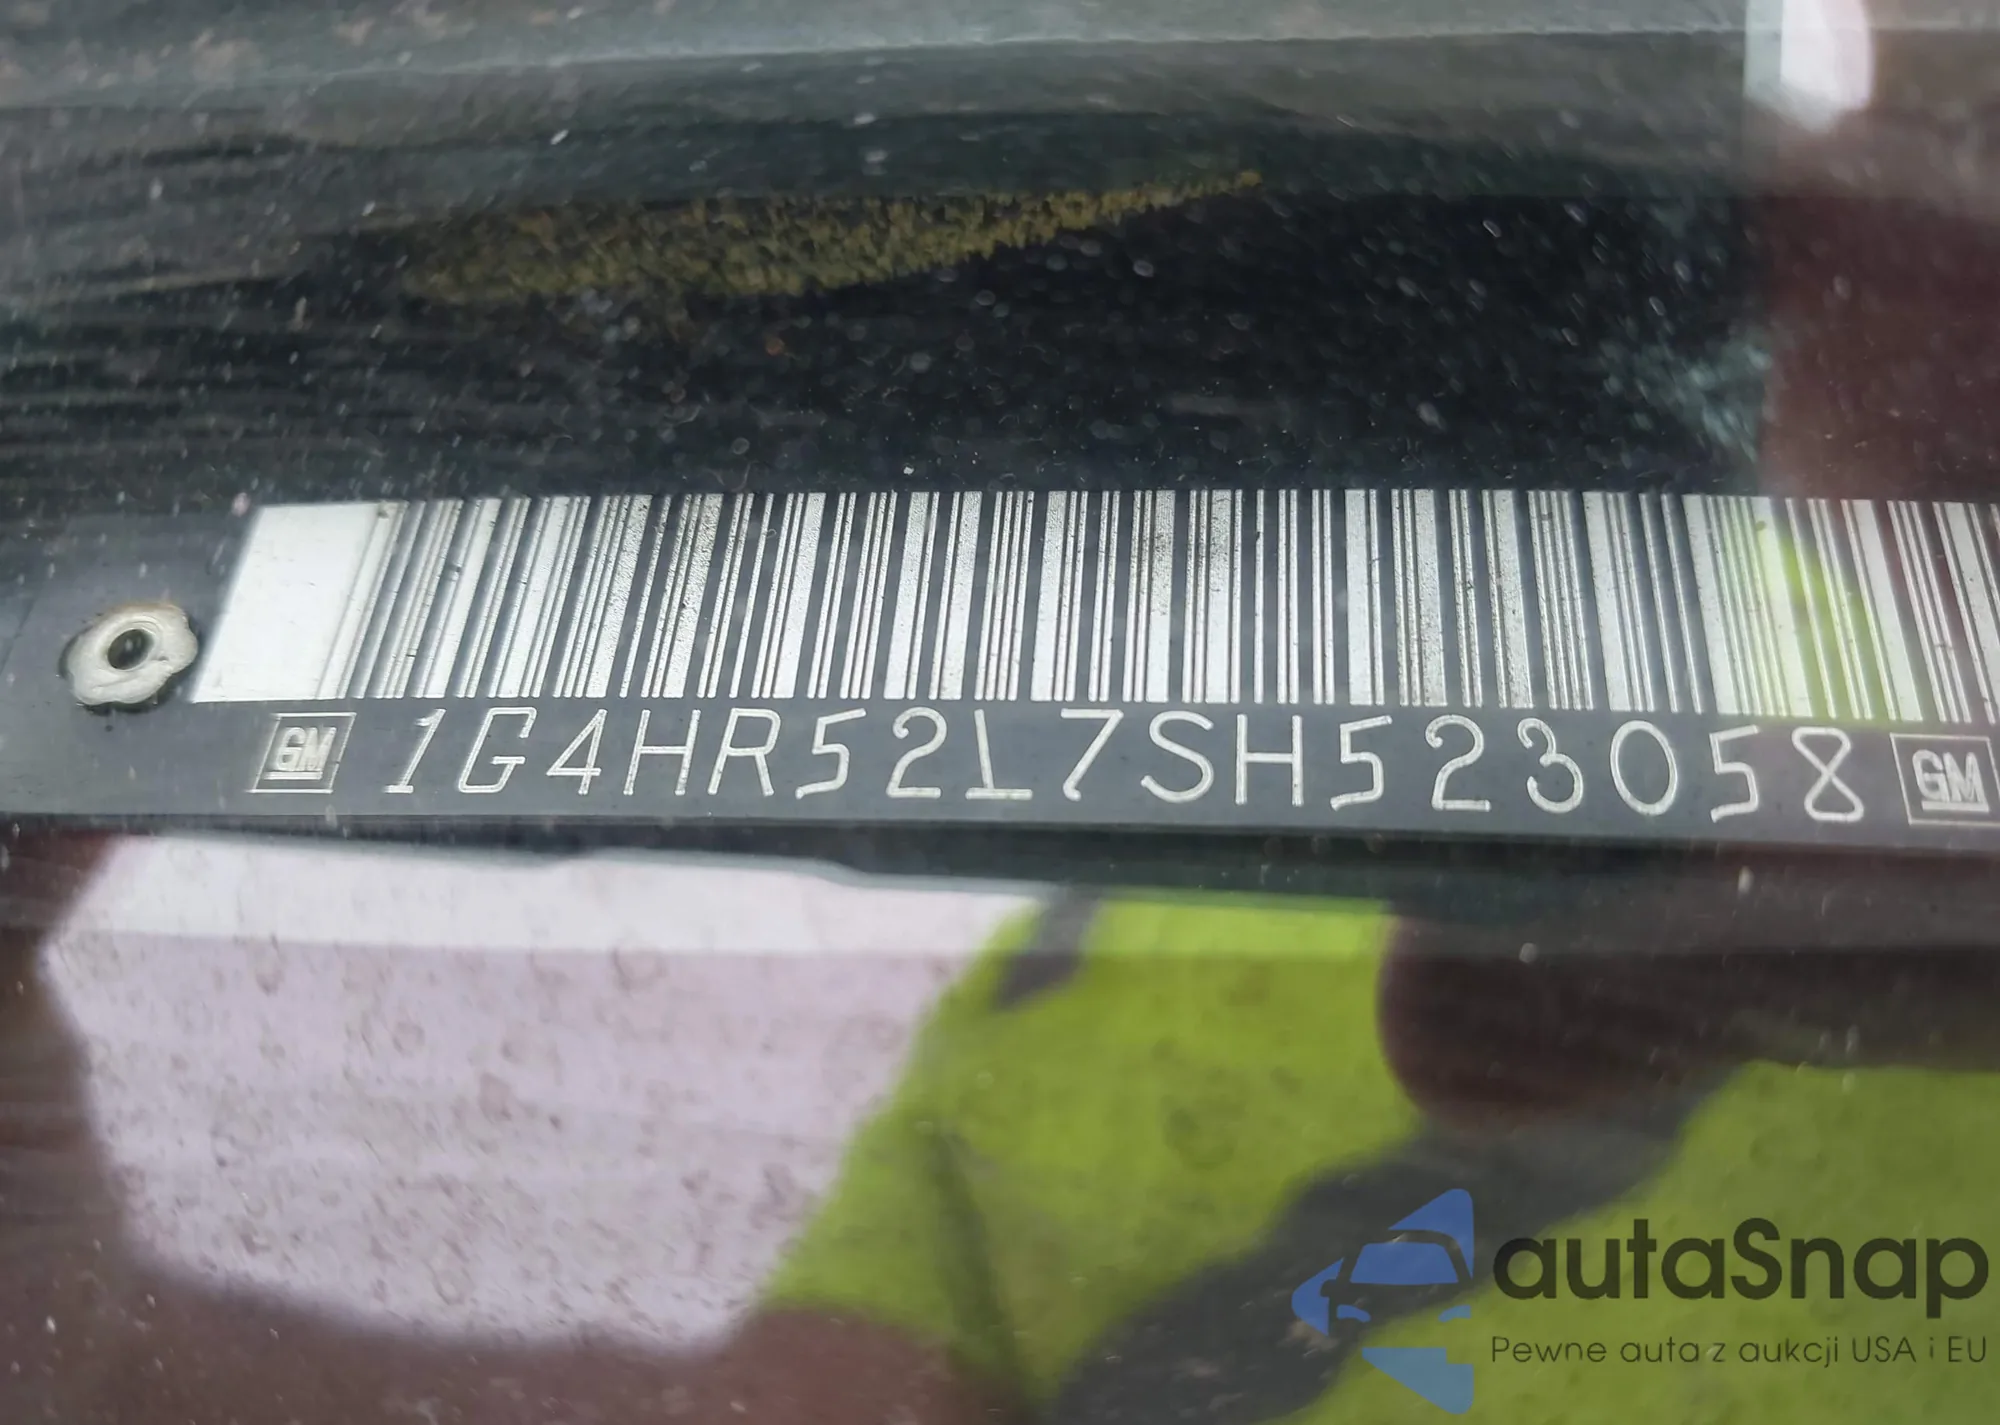 GM 1G4HR52L7SH523058 GM
autaSnap
Pewne auta z aukcji USA i EU